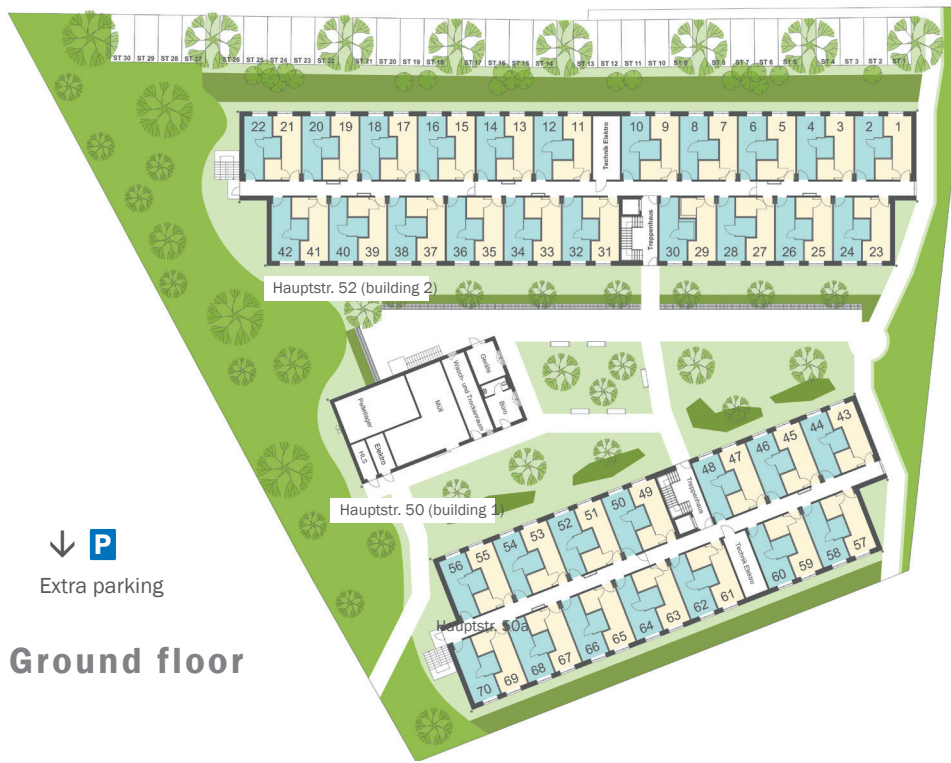 ST 30 ST 29 ST 28 ST 27 ST 26 ST 25 ST 24 ST 23 ST 22 ST 21 ST 20 ST 19 ST 18 ST 17 ST 16 ST 15 ST 14 ST 13 ST 12 ST 11 ST 10 ST 9 ST 8 ST 7 ST 6 ST 5 ST 4 ST 3 ST 2 ST 1
22 21 20 19 18 17 16 15 14 13 12 11 Technik Elektro 10 9 8 7 6 5 4 3 2 1
42 41 40 39 38 37 36 35 34 33 32 31 Treppenhaus 30 29 28 27 26 25 24 23
Hauptstr. 52 (building 2)
Pelletlager
Müll
Wasch- und Trockenraum
Geräte
Büro
HLS
Elektro
Hauptstr. 50 (building 1)
56 55 54 53 52 51 50 49 Treppenhaus 48 47 46 45 44 43
70 69 68 67 66 65 64 63 62 61 Technik Elektro 60 59 58 57
Hauptstr. 50a
P
Extra parking
Ground floor